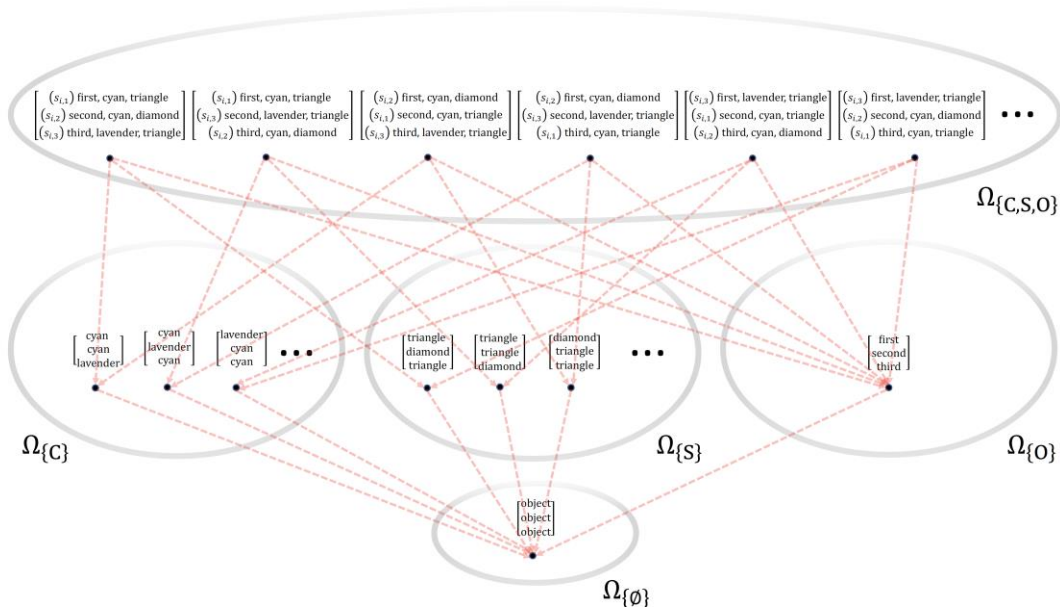 (s_{i,1}) first, cyan, triangle
(s_{i,2}) second, cyan, diamond
(s_{i,3}) third, lavender, triangle
(s_{i,1}) first, cyan, triangle
(s_{i,3}) second, lavender, triangle
(s_{i,2}) third, cyan, diamond
(s_{i,2}) first, cyan, diamond
(s_{i,1}) second, cyan, triangle
(s_{i,3}) third, lavender, triangle
(s_{i,2}) first, cyan, diamond
(s_{i,3}) second, lavender, triangle
(s_{i,1}) third, cyan, triangle
(s_{i,3}) first, lavender, triangle
(s_{i,1}) second, cyan, triangle
(s_{i,2}) third, cyan, diamond
(s_{i,3}) first, lavender, triangle
(s_{i,2}) second, cyan, diamond
(s_{i,1}) third, cyan, triangle
•••
Ω_{C,S,O}
cyan
cyan
lavender
cyan
lavender
cyan
lavender
cyan
cyan
•••
Ω_{C}
triangle
diamond
triangle
triangle
triangle
diamond
diamond
triangle
triangle
•••
Ω_{S}
first
second
third
Ω_{O}
object
object
object
Ω_{∅}